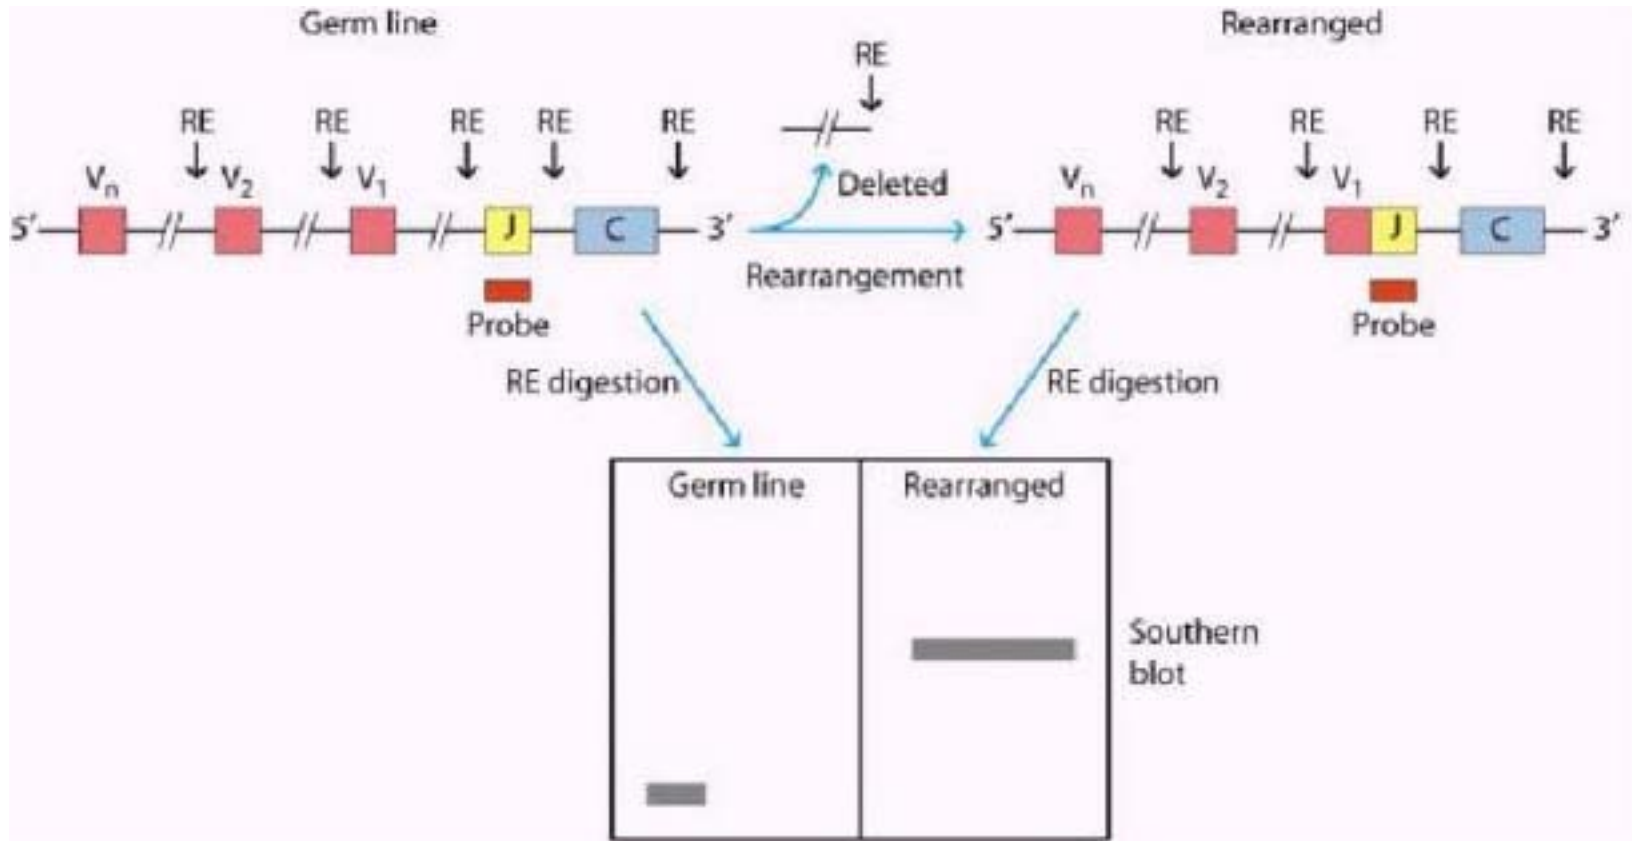 Germ line
Rearranged
RE
RE RE RE RE RE
RE RE RE RE
Vn V2 V1
Deleted
Vn V2 V1
5' J C 3'
5' J C 3'
Rearrangement
Probe
Probe
RE digestion
RE digestion
Germ line
Rearranged
Southern
blot